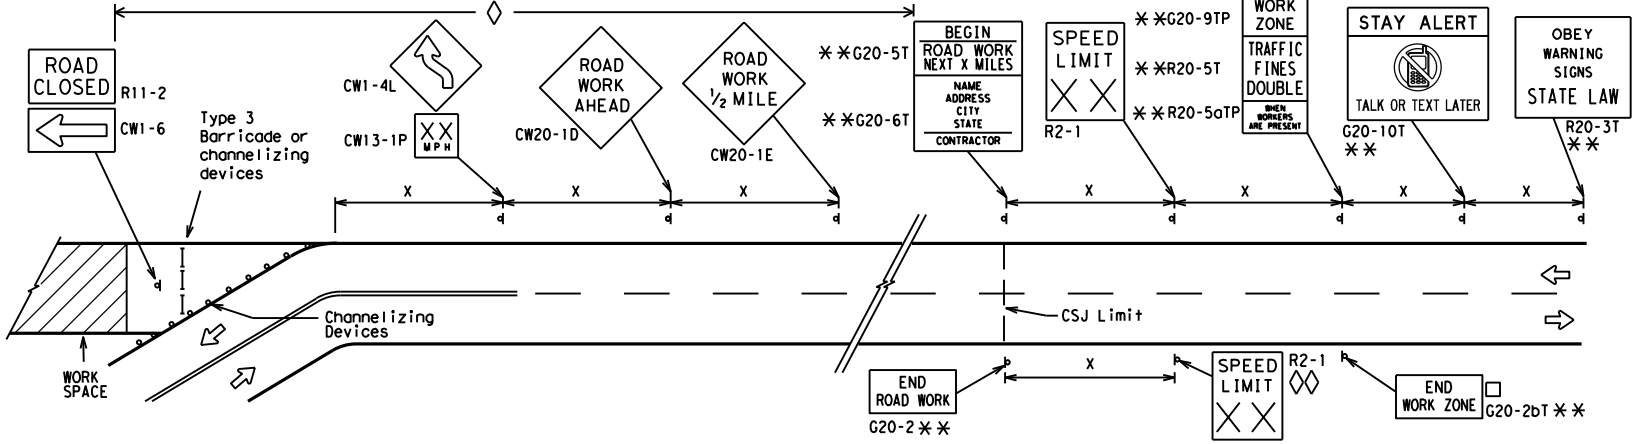 ROAD
CLOSED
R11-2
CW1-6
Type 3
Barricade or
channelizing
devices
CW1-4L
XX
MPH
CW13-1P
ROAD
WORK
AHEAD
CW20-1D
ROAD
WORK
1/2 MILE
CW20-1E
**G20-5T
BEGIN
ROAD WORK
NEXT X MILES
**G20-6T
NAME
ADDRESS
CITY
STATE
CONTRACTOR
SPEED
LIMIT
XX
R2-1
**G20-9TP
WORK
ZONE
**R20-5T
TRAFFIC
FINES
DOUBLE
**R20-5aTP
WHEN
WORKERS
ARE PRESENT
STAY ALERT
TALK OR TEXT LATER
G20-10T
**
OBEY
WARNING
SIGNS
STATE LAW
R20-3T
**
X
X
X
X
X
X
X
Channelizing
Devices
CSJ Limit
WORK
SPACE
END
ROAD WORK
G20-2 **
X
SPEED
LIMIT
XX
R2-1
END
WORK ZONE
G20-2bT **